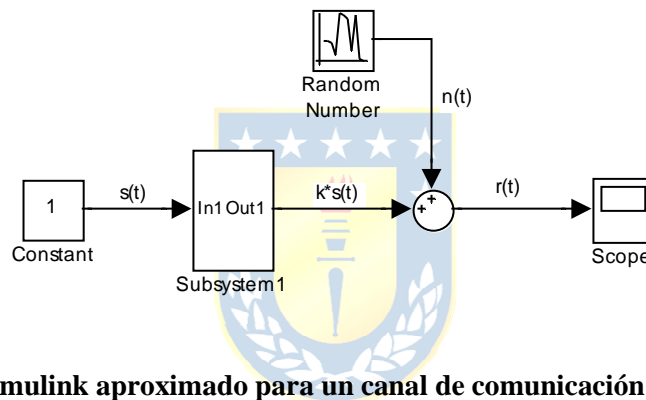 Random
Number
n(t)
s(t)
k*s(t)
r(t)
1
In1 Out1
+
+
Constant
Subsystem1
Scope
mulink aproximado para un canal de comunicación